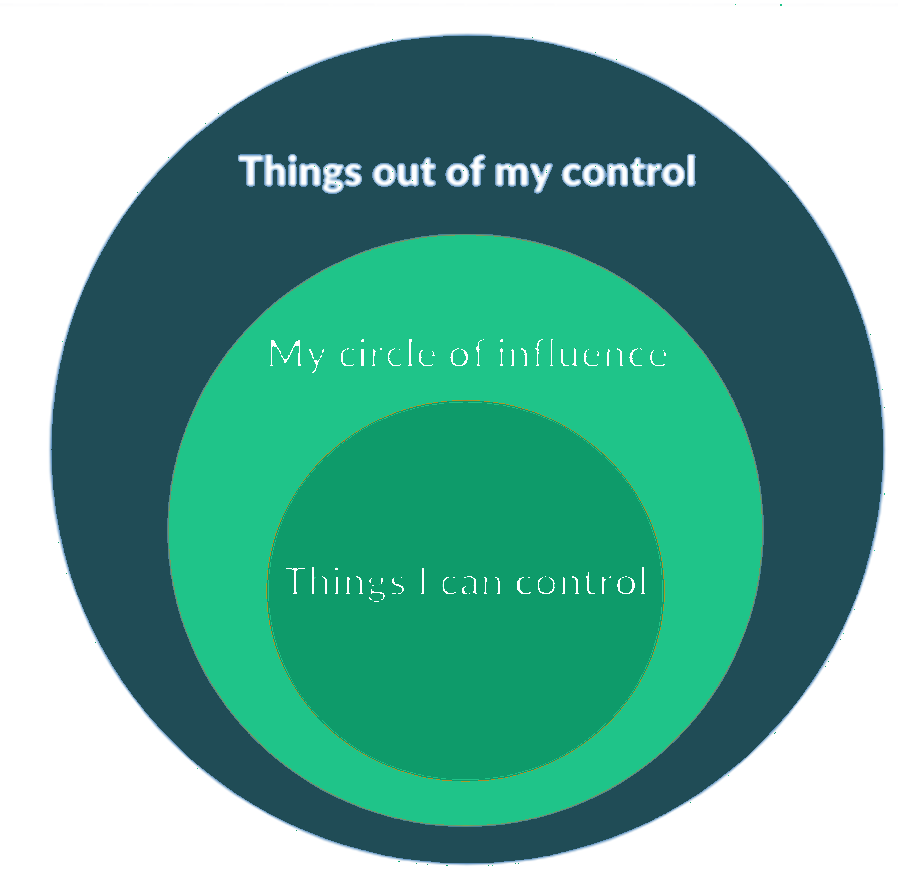 Things out of my control
My circle of influence
Things I can control